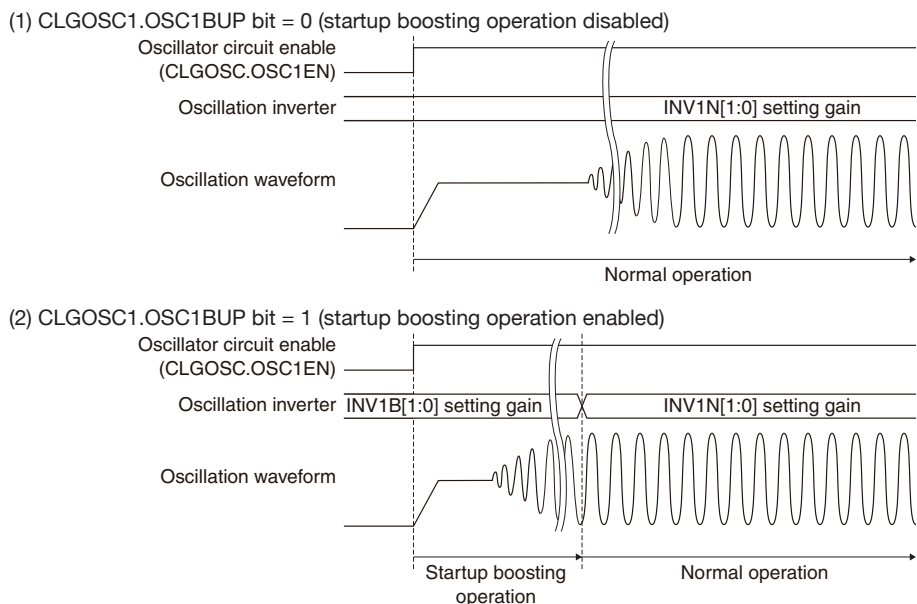 (1) CLGOSC1.OSC1BUP bit = 0 (startup boosting operation disabled)
Oscillator circuit enable
(CLGOSC.OSC1EN)
Oscillation inverter
INV1N[1:0] setting gain
Oscillation waveform
Normal operation
(2) CLGOSC1.OSC1BUP bit = 1 (startup boosting operation enabled)
Oscillator circuit enable
(CLGOSC.OSC1EN)
Oscillation inverter
INV1B[1:0] setting gain
INV1N[1:0] setting gain
Oscillation waveform
Startup boosting
operation
Normal operation